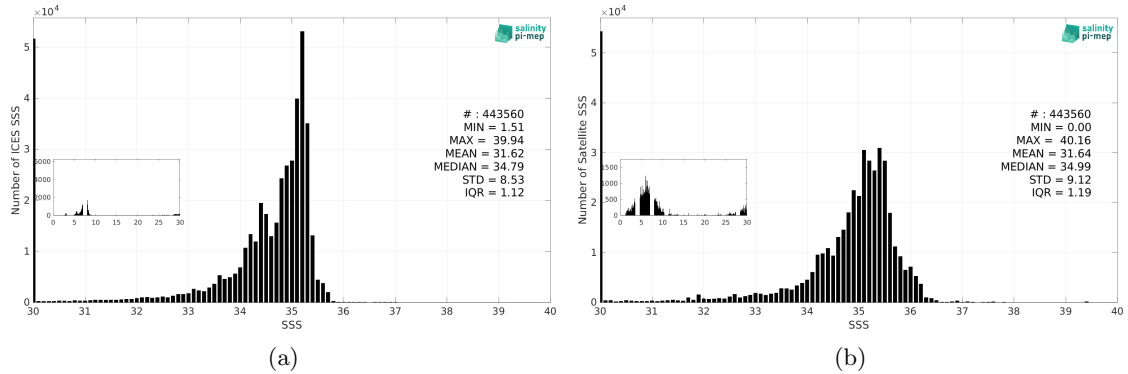 ×10⁴
5
4
3
2
1
0
Number of ICES SSS
salinity
pi-mep
# : 443560
MIN = 1.51
MAX = 39.94
MEAN = 31.62
MEDIAN = 34.79
STD = 8.53
IQR = 1.12
6000
4000
2000
0
0 5 10 15 20 25 30
30 31 32 33 34 35 36 37 38 39 40
SSS
(a)
×10⁴
5
4
3
2
1
0
Number of Satellite SSS
salinity
pi-mep
# : 443560
MIN = 0.00
MAX = 40.16
MEAN = 31.64
MEDIAN = 34.99
STD = 9.12
IQR = 1.19
1500
1000
500
0
0 5 10 15 20 25 30
30 31 32 33 34 35 36 37 38 39 40
SSS
(b)